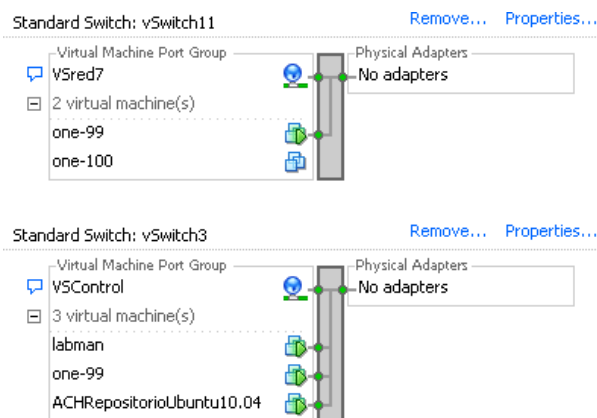 Standard Switch: vSwitch11 Remove... Properties...
Virtual Machine Port Group Physical Adapters
VSred7 No adapters
2 virtual machine(s)
one-99
one-100
Standard Switch: vSwitch3 Remove... Properties...
Virtual Machine Port Group Physical Adapters
VSControl No adapters
3 virtual machine(s)
labman
one-99
ACHRepositorioUbuntu10.04